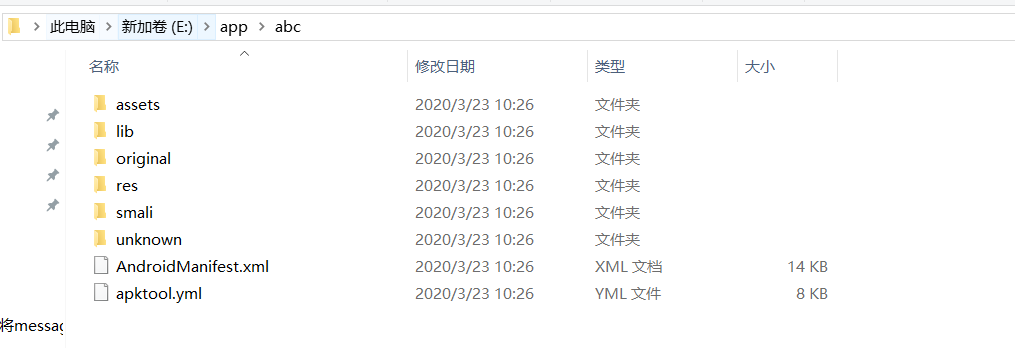 此电脑 新加卷 (E:) app abc
名称 修改日期 类型 大小
assets 2020/3/23 10:26 文件夹
lib 2020/3/23 10:26 文件夹
original 2020/3/23 10:26 文件夹
res 2020/3/23 10:26 文件夹
smali 2020/3/23 10:26 文件夹
unknown 2020/3/23 10:26 文件夹
AndroidManifest.xml 2020/3/23 10:26 XML 文档 14 KB
apktool.yml 2020/3/23 10:26 YML 文件 8 KB
将messag